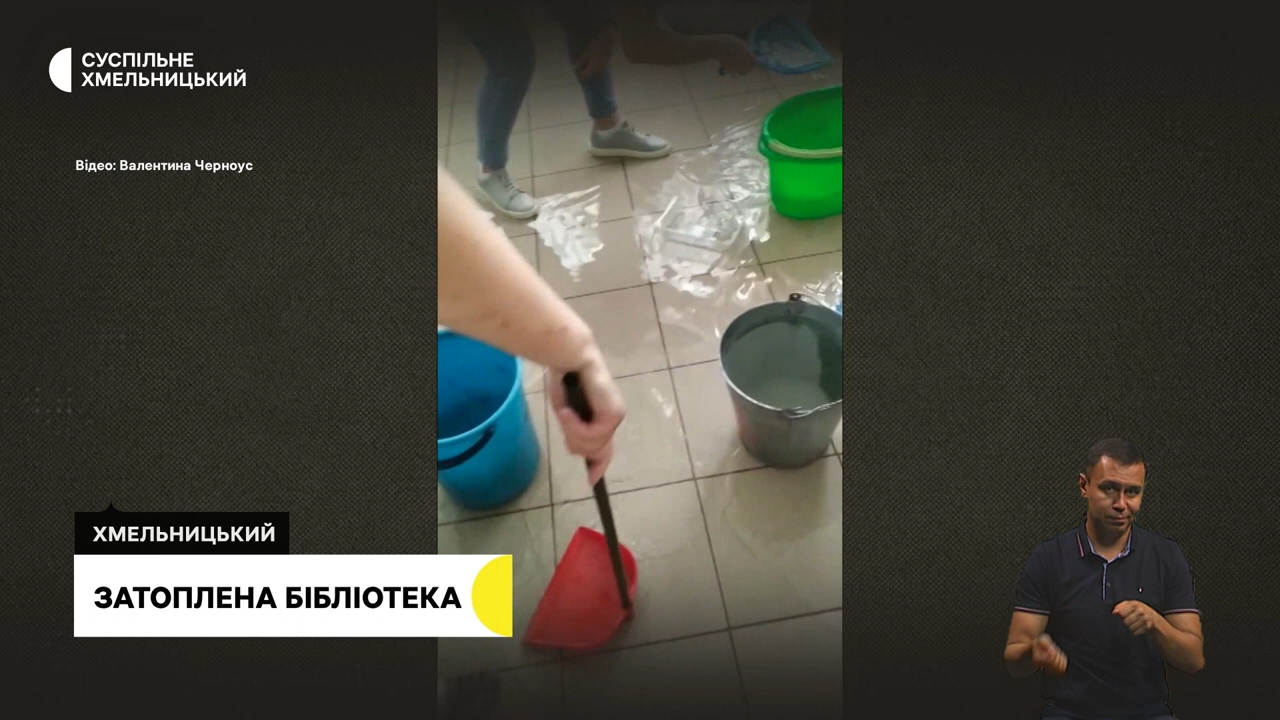 СУСПІЛЬНЕ
ХМЕЛЬНИЦЬКИЙ
Відео: Валентина Черноус
ХМЕЛЬНИЦЬКИЙ
ЗАТОПЛЕНА БІБЛІОТЕКА